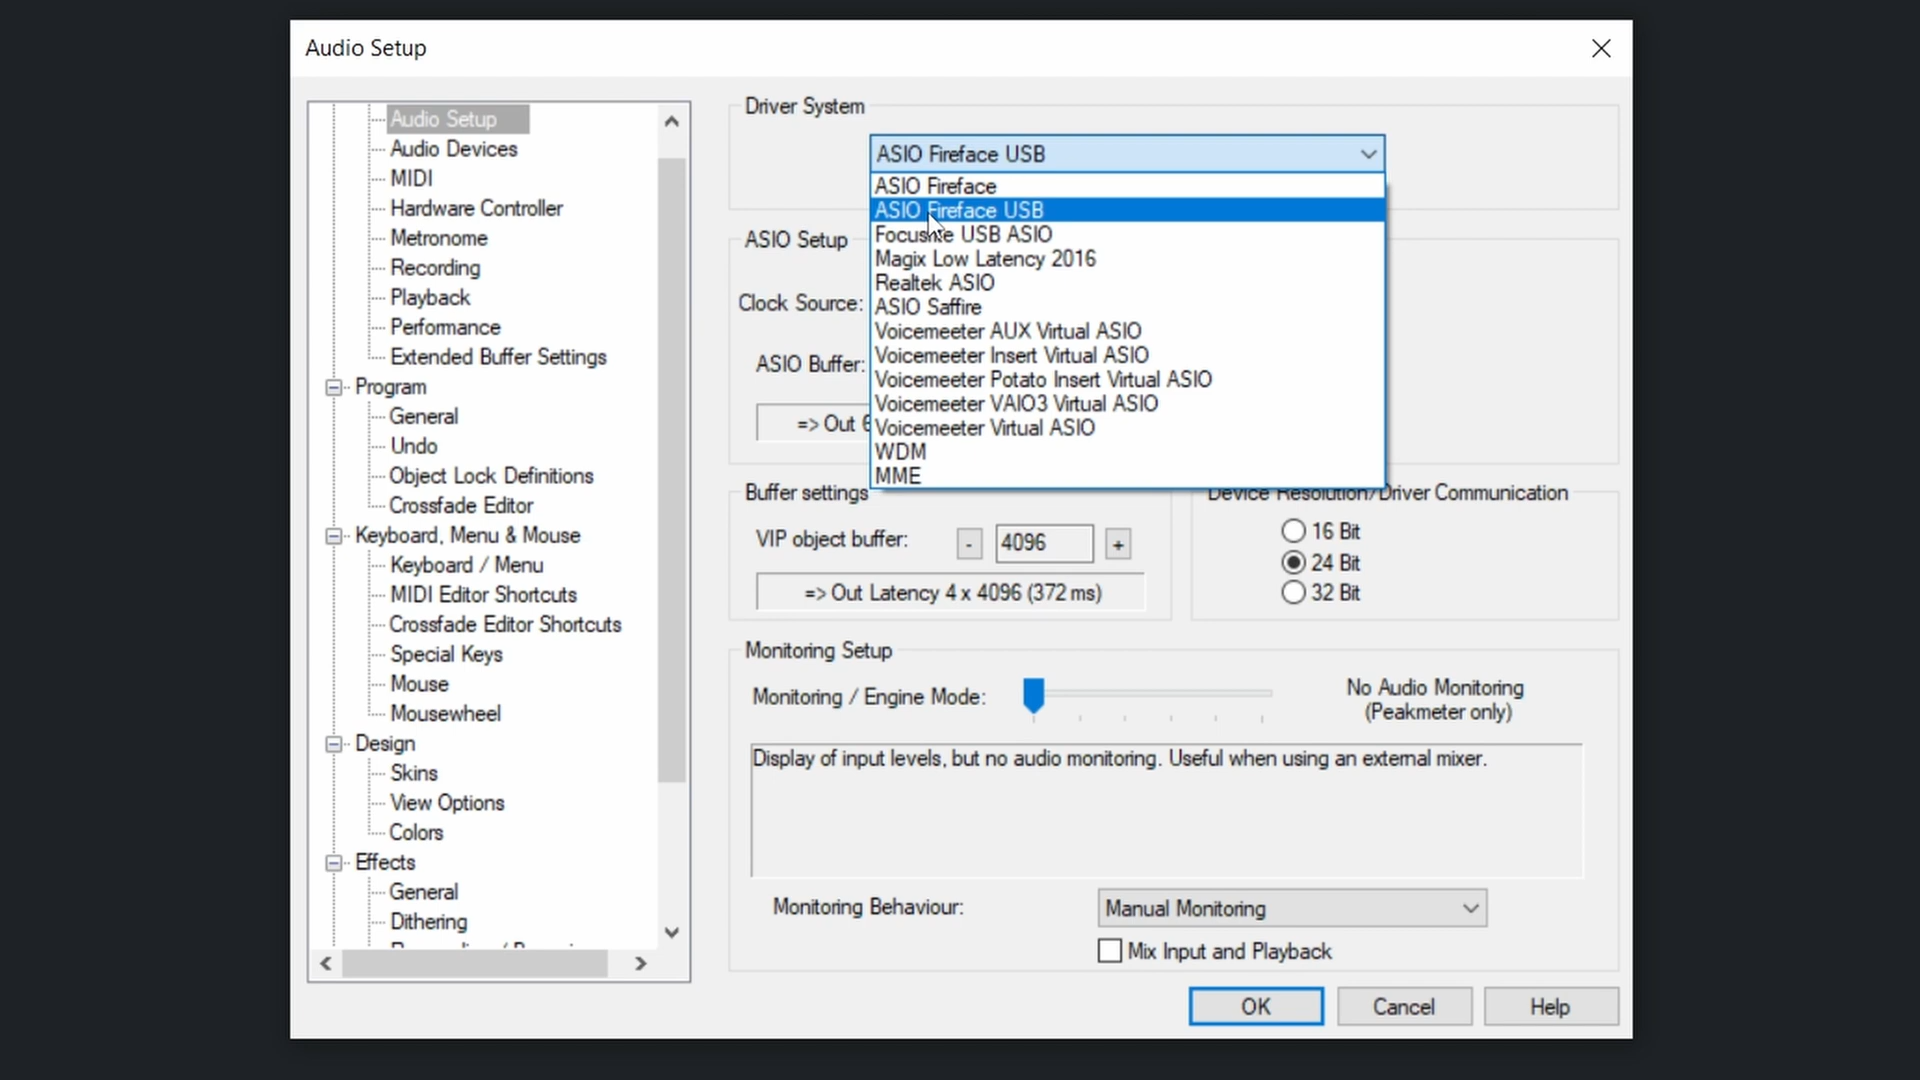 Audio Setup
Audio Setup
Audio Devices
MIDI
Hardware Controller
Metronome
Recording
Playback
Performance
Extended Buffer Settings
Program
General
Undo
Object Lock Definitions
Crossfade Editor
Keyboard, Menu & Mouse
Keyboard / Menu
MIDI Editor Shortcuts
Crossfade Editor Shortcuts
Special Keys
Mouse
Mousewheel
Design
Skins
View Options
Colors
Effects
General
Dithering
Driver System
ASIO Fireface USB
ASIO Fireface
ASIO Fireface USB
Focusrite USB ASIO
Magix Low Latency 2016
Realtek ASIO
ASIO Saffire
Voicemeeter AUX Virtual ASIO
Voicemeeter Insert Virtual ASIO
Voicemeeter Potato Insert Virtual ASIO
Voicemeeter VAIO3 Virtual ASIO
Voicemeeter Virtual ASIO
WDM
MME
ASIO Setup
Clock Source:
ASIO Buffer:
=> Out
Buffer settings
VIP object buffer:
- 4096 +
=> Out Latency 4 x 4096 (372 ms)
Device Resolution/Driver Communication
16 Bit
24 Bit
32 Bit
Monitoring Setup
Monitoring / Engine Mode:
No Audio Monitoring
(Peakmeter only)
Display of input levels, but no audio monitoring. Useful when using an external mixer.
Monitoring Behaviour:
Manual Monitoring
Mix Input and Playback
OK
Cancel
Help